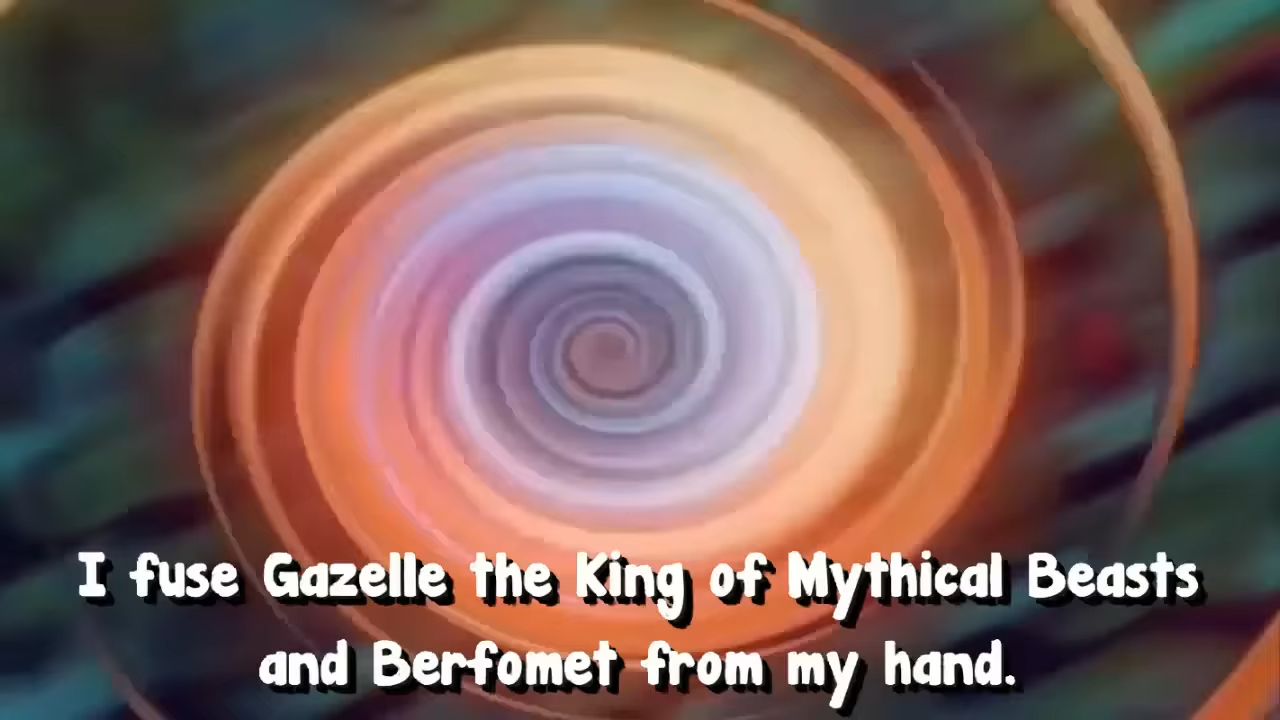 I fuse Gazelle the King of Mythical Beasts
and Berfomet from my hand.